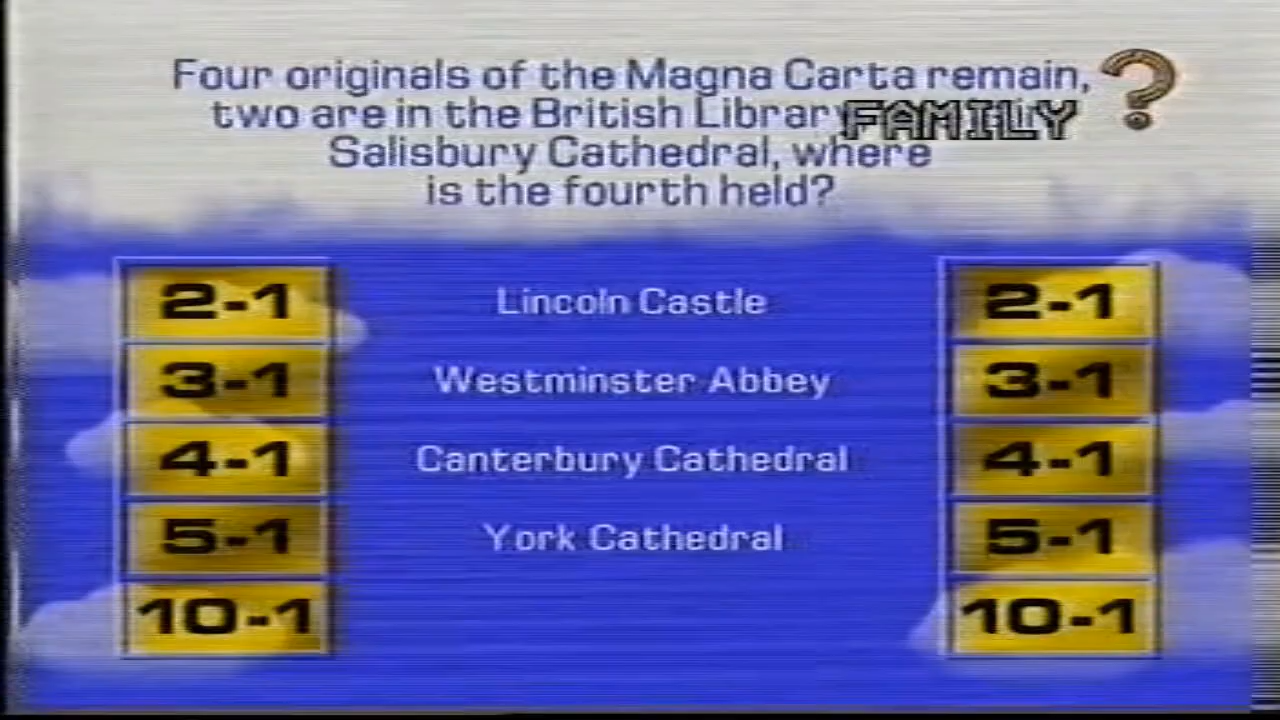 Four originals of the Magna Carta remain,
two are in the British Library
FAMILY
?
Salisbury Cathedral, where
is the fourth held?
2-1 Lincoln Castle 2-1
3-1 Westminster Abbey 3-1
4-1 Canterbury Cathedral 4-1
5-1 York Cathedral 5-1
10-1 10-1